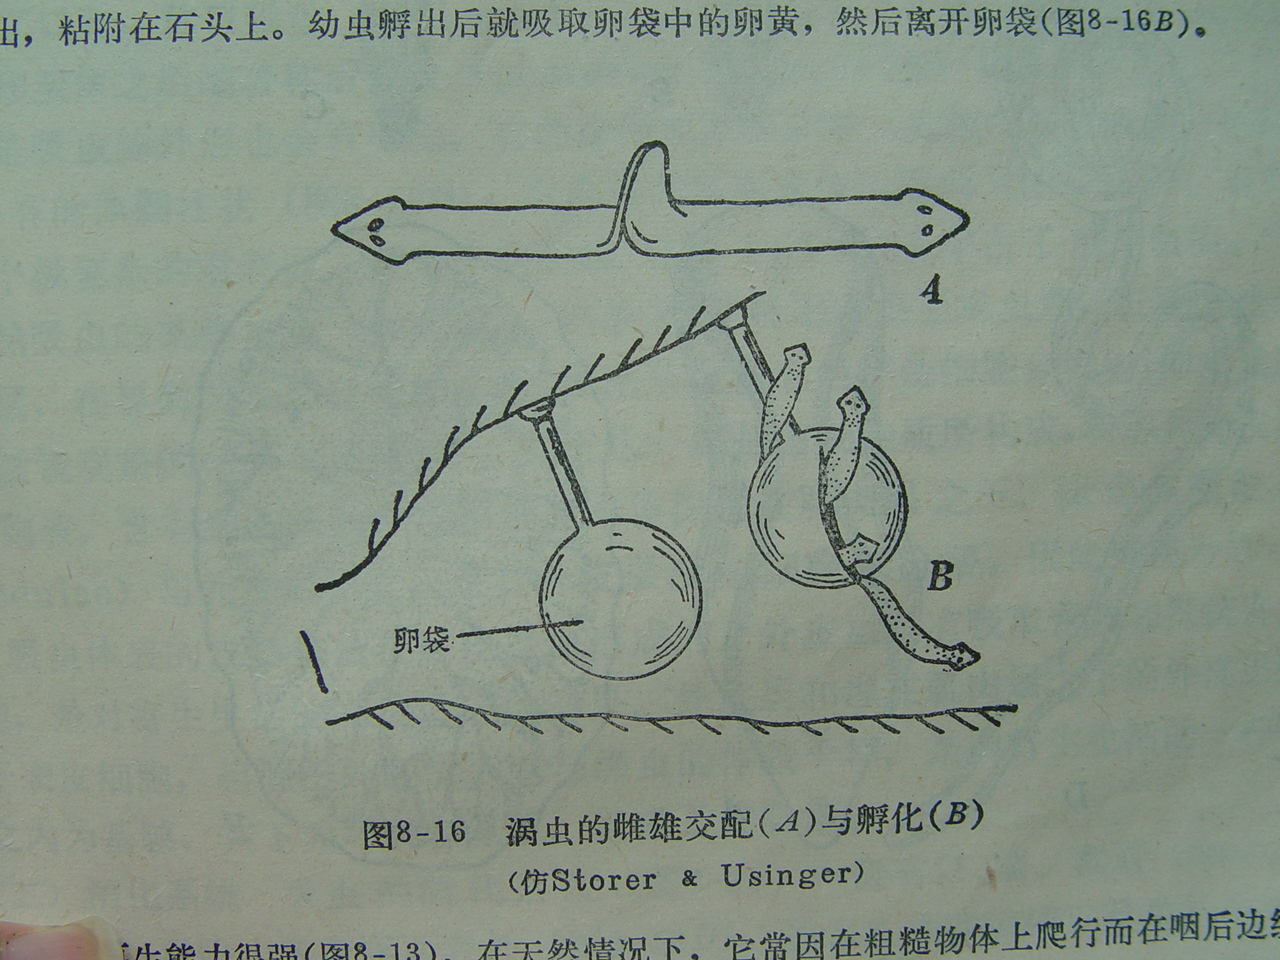 出，粘附在石头上。幼虫孵出后就吸取卵袋中的卵黄，然后离开卵袋(图8-16B)。
A
B
卵袋
图8-16 涡虫的雌雄交配(A)与孵化(B)
(仿Storer & Usinger)
生能力很强(图8-13)。在天然情况下，它常因在粗糙物体上爬行而在咽后边